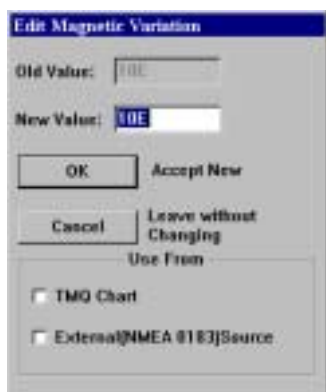 Edit Magnetic Variation
Old Value: 10E
New Value: 10E
OK Accept New
Cancel Leave without
Changing
Use From
TMQ Chart
External(NMEA 0183)Source